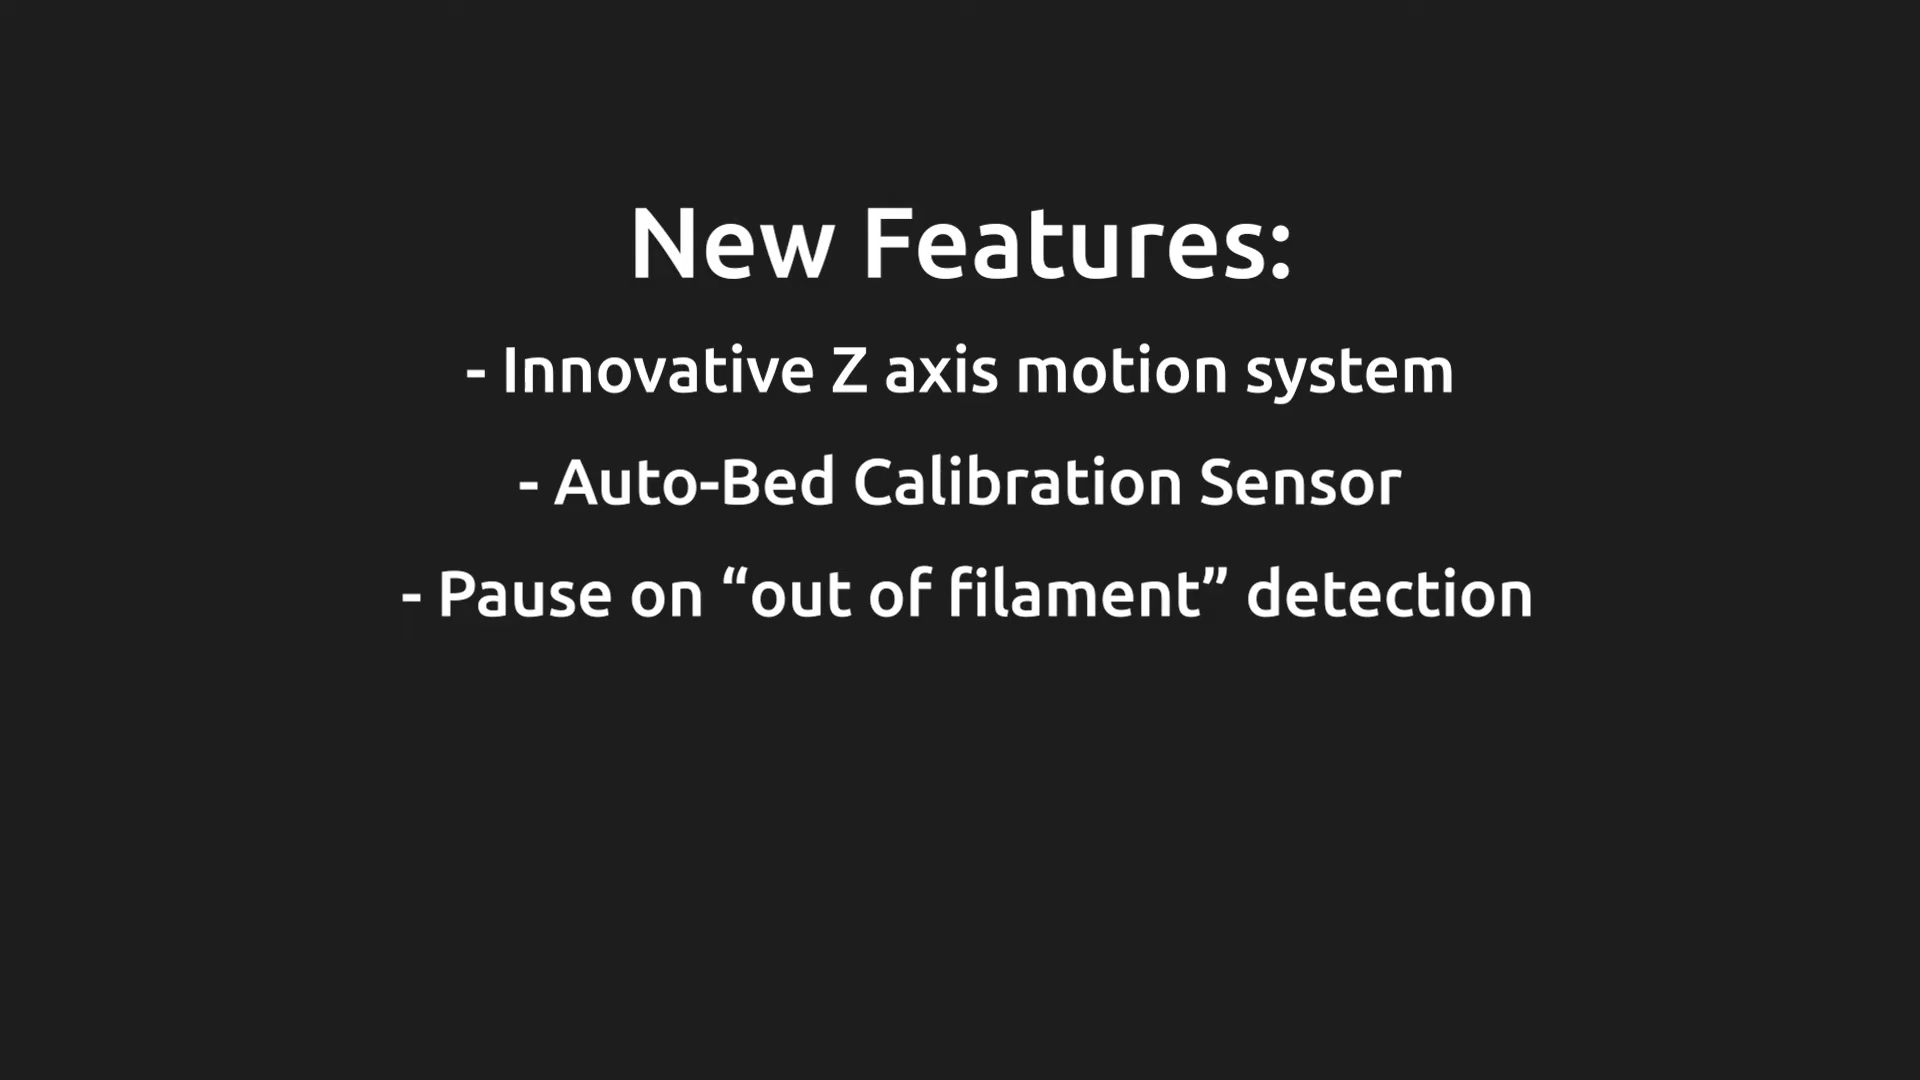 New Features:
- Innovative Z axis motion system
- Auto-Bed Calibration Sensor
- Pause on “out of filament” detection